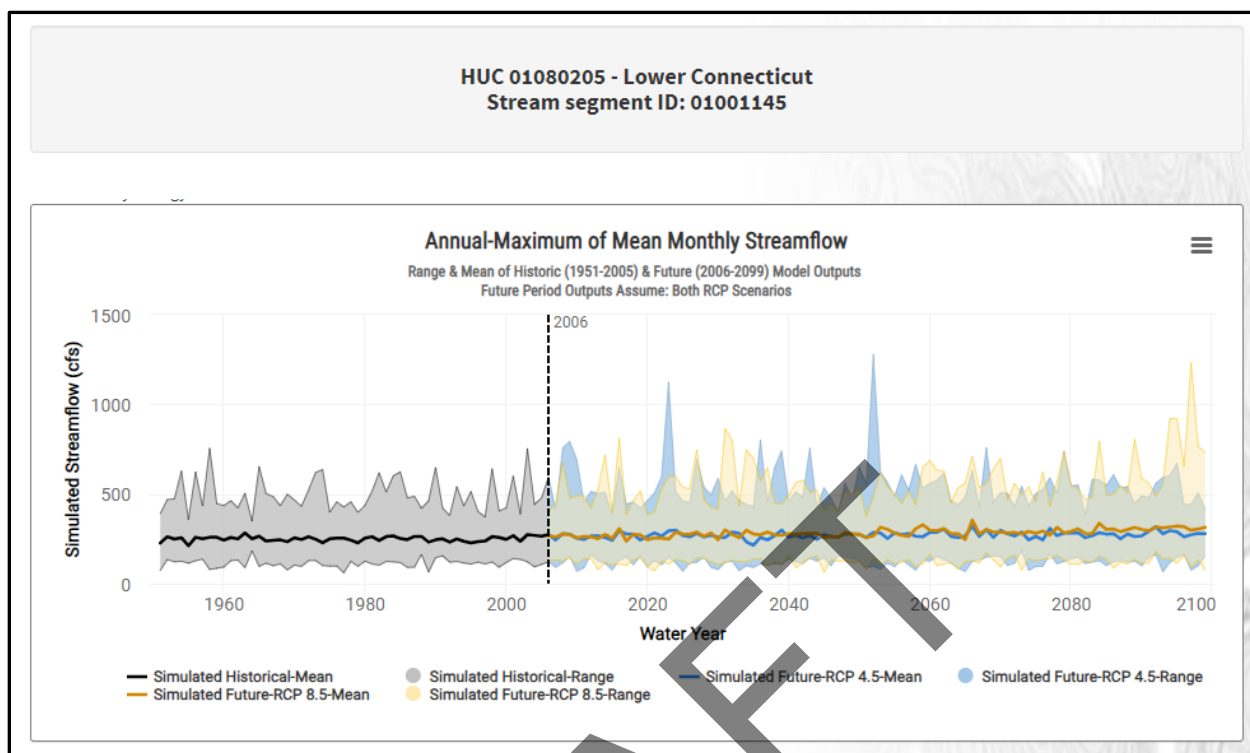 HUC 01080205 - Lower Connecticut
Stream segment ID: 01001145
Annual-Maximum of Mean Monthly Streamflow
Range & Mean of Historic (1951-2005) & Future (2006-2099) Model Outputs
Future Period Outputs Assume: Both RCP Scenarios
1500
2006
1000
500
0
Simulated Streamflow (cfs)
1960 1980 2000 2020 2040 2060 2080 2100
Water Year
Simulated Historical-Mean Simulated Historical-Range Simulated Future-RCP 4.5-Mean Simulated Future-RCP 4.5-Range
Simulated Future-RCP 8.5-Mean Simulated Future-RCP 8.5-Range